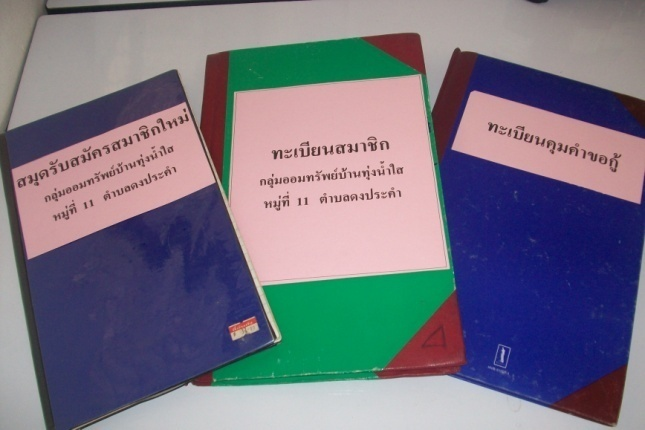 สมุดรับสมัครสมาชิกใหม่
กลุ่มออมทรัพย์บ้านทุ่งน้ำใส
หมู่ที่ 11 ตำบลดงประคำ
ทะเบียนสมาชิก
กลุ่มออมทรัพย์บ้านทุ่งน้ำใส
หมู่ที่ 11 ตำบลดงประคำ
ทะเบียนคุมคำขอกู้